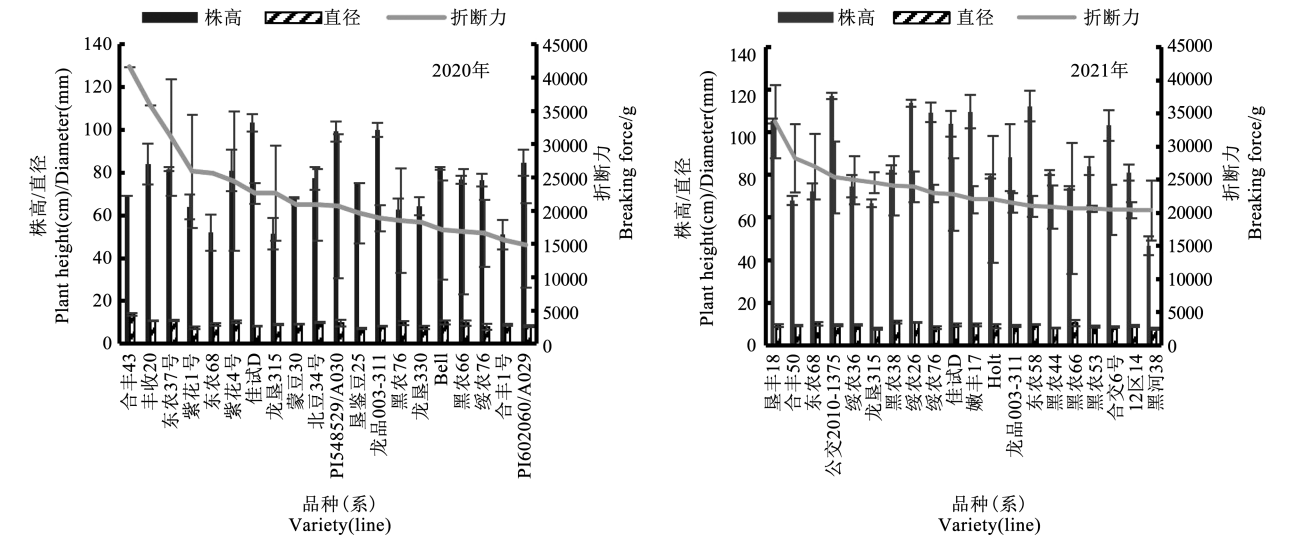 株高 直径 折断力
2020年
株高/直径
Plant height(cm)/Diameter(mm)
140
120
100
80
60
40
20
0
45000
40000
35000
30000
25000
20000
15000
10000
5000
0
折断力
Breaking force/g
合丰43
丰收20
东农37号
紫花1号
东农68
紫花4号
佳试D
龙垦315
蒙豆30
北豆34号
PI548529/A030
垦鉴豆25
龙品003-311
黑农76
龙垦330
Bell
黑农66
绥农76
合丰1号
PI602060/A029
品种(系)
Variety(line)
株高 直径 折断力
2021年
株高/直径
Plant height(cm)/Diameter(mm)
140
120
100
80
60
40
20
0
45000
40000
35000
30000
25000
20000
15000
10000
5000
0
折断力
Breaking force/g
垦丰18
合丰50
东农68
公交2010-1375
绥农36
龙垦315
黑农38
绥农26
绥农76
佳试D
嫩丰17
Holt
龙品003-311
东农58
黑农44
黑农66
黑农53
合交6号
12区14
黑河38
品种(系)
Variety(line)